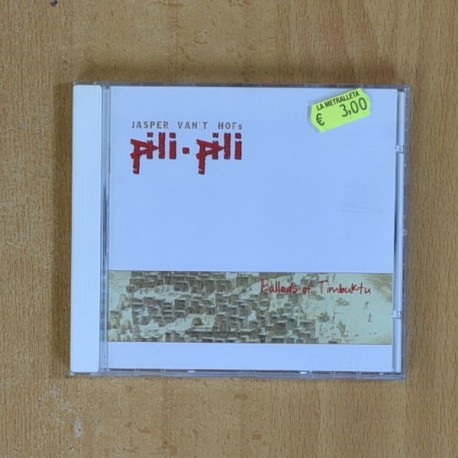 LA METRALLETA
€ 3,00
JASPER VAN'T HOFs
pili-pili
Ballads of Timbuktu